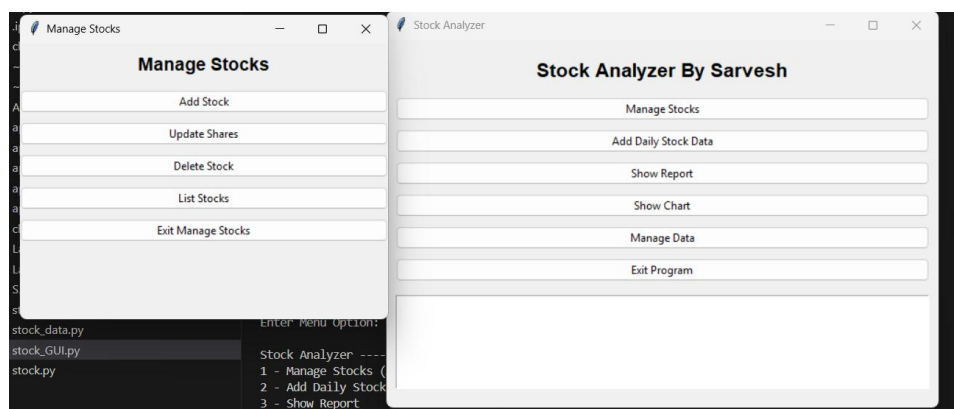 Manage Stocks
Manage Stocks
Add Stock
Update Shares
Delete Stock
List Stocks
Exit Manage Stocks
Stock Analyzer
Stock Analyzer By Sarvesh
Manage Stocks
Add Daily Stock Data
Show Report
Show Chart
Manage Data
Exit Program
stock_data.py
stock_GUI.py
stock.py
Enter Menu Option:
Stock Analyzer ----
1 - Manage Stocks (
2 - Add Daily Stock
3 - Show Report